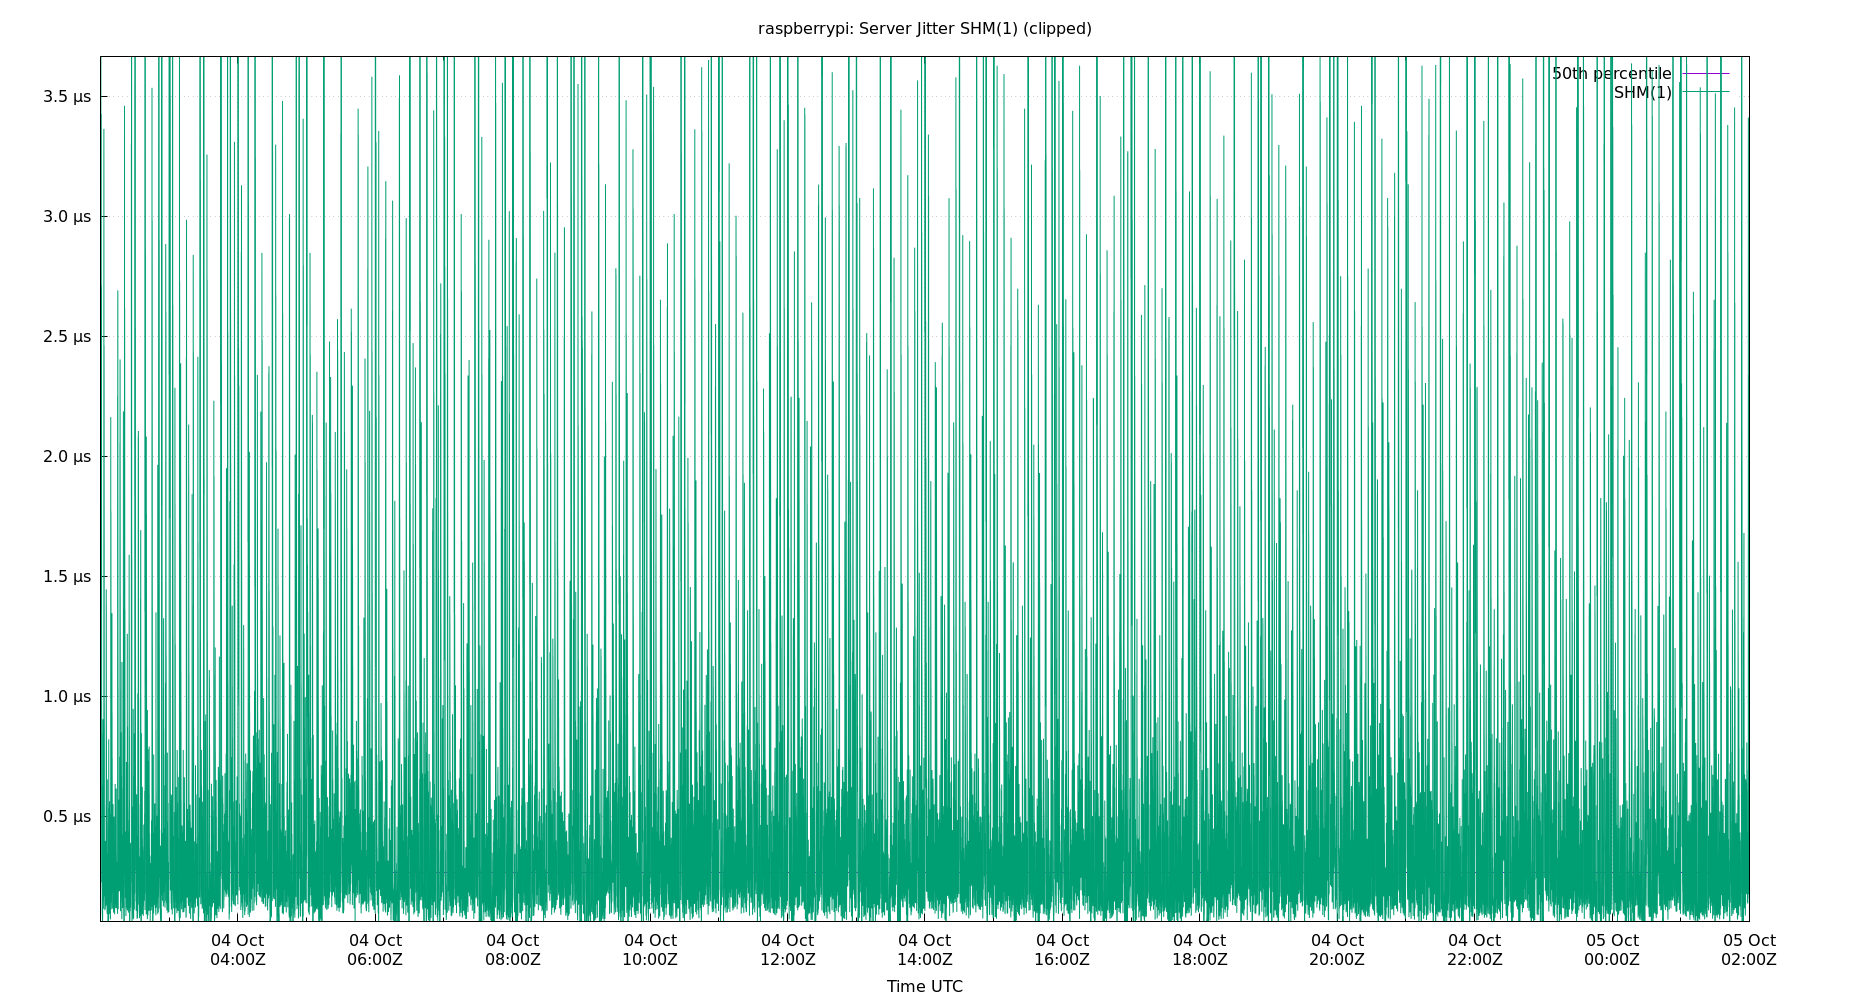 raspberrypi: Server Jitter SHM(1) (clipped)
50th percentile
SHM(1)
3.5 μs
3.0 μs
2.5 μs
2.0 μs
1.5 μs
1.0 μs
0.5 μs
04 Oct 04 Oct 04 Oct 04 Oct 04 Oct 04 Oct 04 Oct 04 Oct 04 Oct 04 Oct 05 Oct 05 Oct
04:00Z 06:00Z 08:00Z 10:00Z 12:00Z 14:00Z 16:00Z 18:00Z 20:00Z 22:00Z 00:00Z 02:00Z
Time UTC